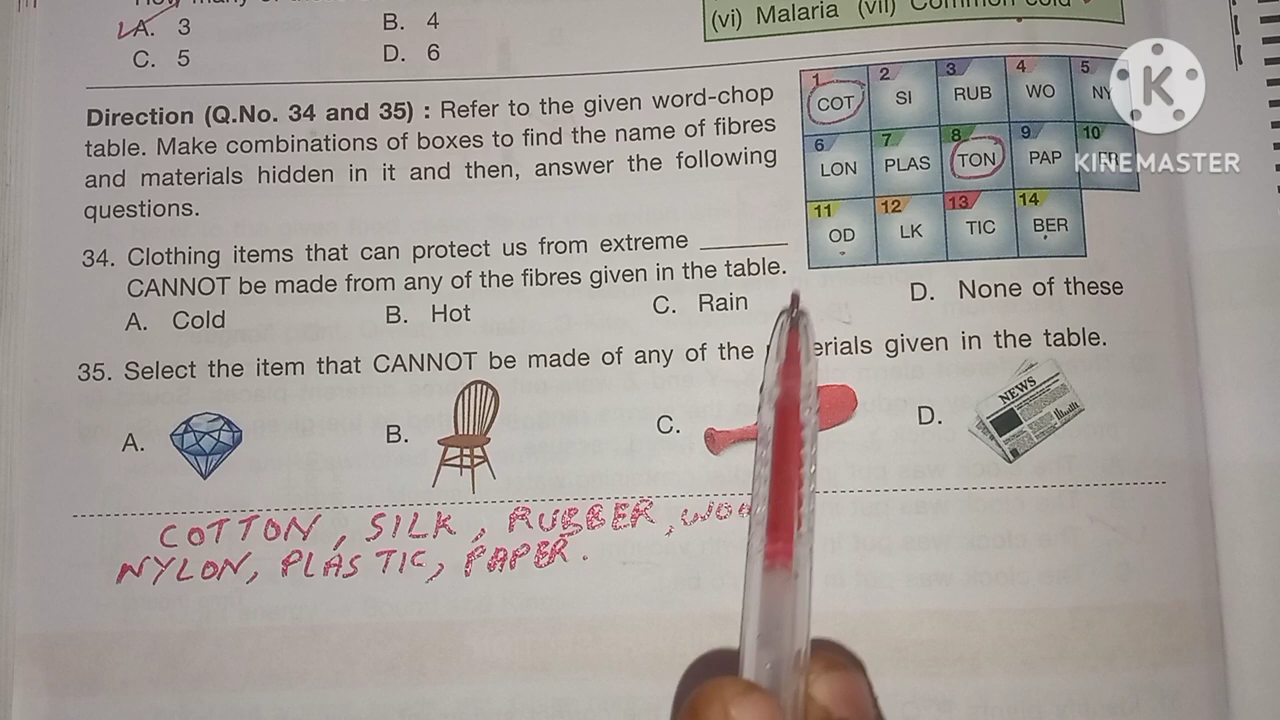 A. 3
B. 4
C. 5
D. 6
(vi) Malaria (vii) Common cold
Direction (Q.No. 34 and 35) : Refer to the given word-chop
table. Make combinations of boxes to find the name of fibres
and materials hidden in it and then, answer the following
questions.
1 COT 2 SI 3 RUB 4 WO 5 NY
6 LON 7 PLAS 8 TON 9 PAP 10
11 OD 12 LK 13 TIC 14 BER
K
KINEMASTER
34. Clothing items that can protect us from extreme ______
CANNOT be made from any of the fibres given in the table.
A. Cold B. Hot C. Rain D. None of these
35. Select the item that CANNOT be made of any of the given in the table.
A. B. C. D.
NEWS
COTTON, SILK, RUBBER,
NYLON, PLASTIC, PAPER.